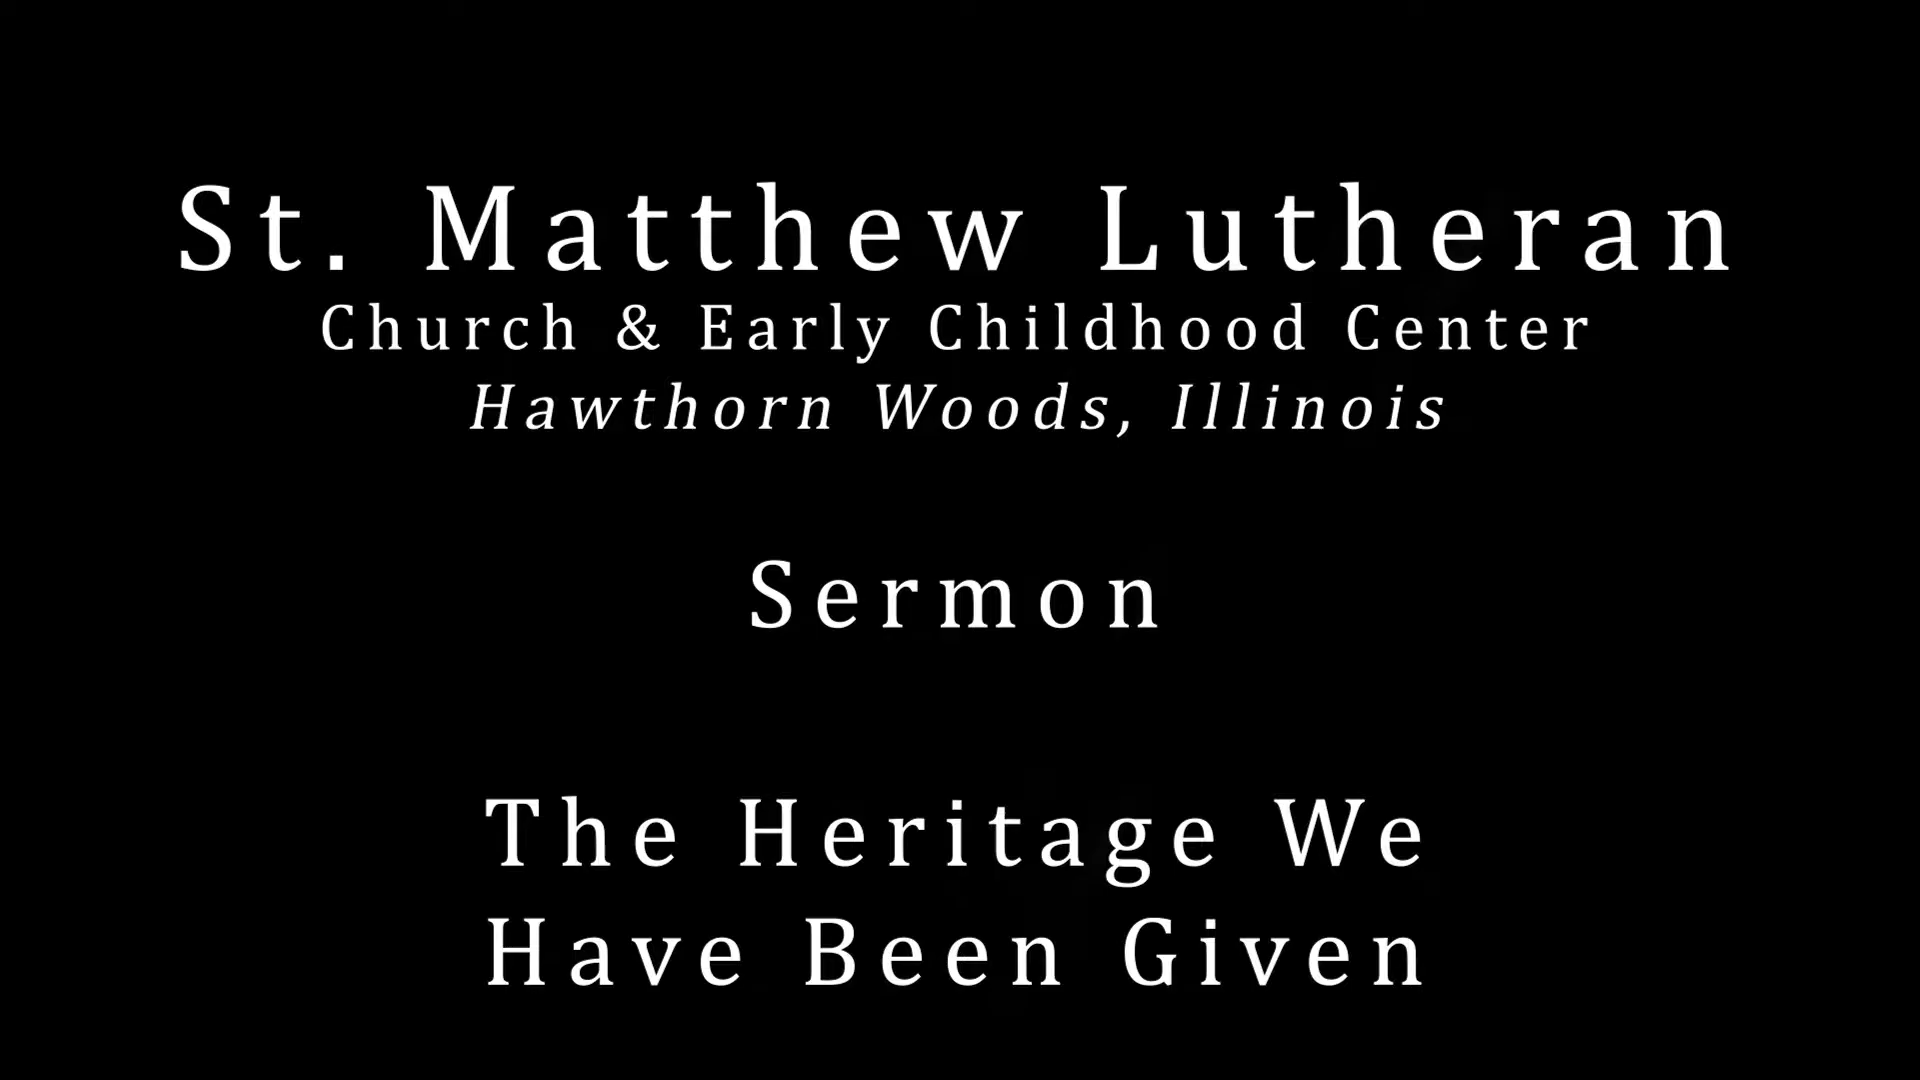 St. Matthew Lutheran
Church & Early Childhood Center
Hawthorn Woods, Illinois
Sermon
The Heritage We
Have Been Given